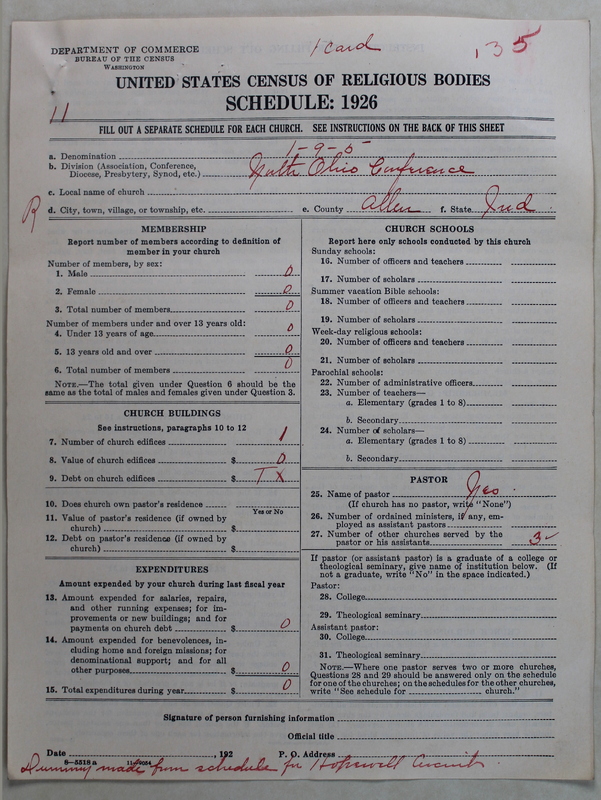 DEPARTMENT OF COMMERCE
BUREAU OF THE CENSUS
WASHINGTON
1 Card
135
UNITED STATES CENSUS OF RELIGIOUS BODIES
SCHEDULE: 1926
11
FILL OUT A SEPARATE SCHEDULE FOR EACH CHURCH. SEE INSTRUCTIONS ON THE BACK OF THIS SHEET
a. Denomination 1-9-5-
b. Division (Association, Conference,
Diocese, Presbytery, Synod, etc.) North Ohio Conference
c. Local name of church
R
d. City, town, village, or township, etc. e. County Allen f. State Ind
MEMBERSHIP
Report number of members according to definition of
member in your church
Number of members, by sex:
1. Male 0
2. Female 0
3. Total number of members 0
Number of members under and over 13 years old:
4. Under 13 years of age 0
5. 13 years old and over 0
6. Total number of members 0
NOTE.—The total given under Question 6 should be the
same as the total of males and females given under Question 3.
CHURCH BUILDINGS
See instructions, paragraphs 10 to 12
7. Number of church edifices 1
8. Value of church edifices $ 0
9. Debt on church edifices $ T X
10. Does church own pastor's residence
Yes or No
11. Value of pastor's residence (if owned by
church) $
12. Debt on pastor's residence (if owned by
church) $
EXPENDITURES
Amount expended by your church during last fiscal year
13. Amount expended for salaries, repairs,
and other running expenses; for im-
provements or new buildings; and for
payments on church debt $ 0
14. Amount expended for benevolences, in-
cluding home and foreign missions; for
denominational support; and for all
other purposes $ 0
15. Total expenditures during year $ 0
CHURCH SCHOOLS
Report here only schools conducted by this church
Sunday schools:
16. Number of officers and teachers
17. Number of scholars
Summer vacation Bible schools:
18. Number of officers and teachers
19. Number of scholars
Week-day religious schools:
20. Number of officers and teachers
21. Number of scholars
Parochial schools:
22. Number of administrative officers
23. Number of teachers—
a. Elementary (grades 1 to 8)
b. Secondary
24. Number of scholars—
a. Elementary (grades 1 to 8)
b. Secondary
PASTOR
25. Name of pastor Yes
(If church has no pastor, write "None")
26. Number of ordained ministers, if any, em-
ployed as assistant pastors
27. Number of other churches served by the
pastor or his assistants 3
If pastor (or assistant pastor) is a graduate of a college or
theological seminary, give name of institution below. (If
not a graduate, write "No" in the space indicated.)
Pastor:
28. College
29. Theological seminary
Assistant pastor:
30. College
31. Theological seminary
NOTE.—Where one pastor serves two or more churches,
Questions 28 and 29 should be answered only on the schedule
for one of the churches; on the schedules for the other churches,
write "See schedule for church."
Signature of person furnishing information
Official title
Date , 192 P. O. Address
8—5318 a
Dummy made from schedule for Hopewell Circuit